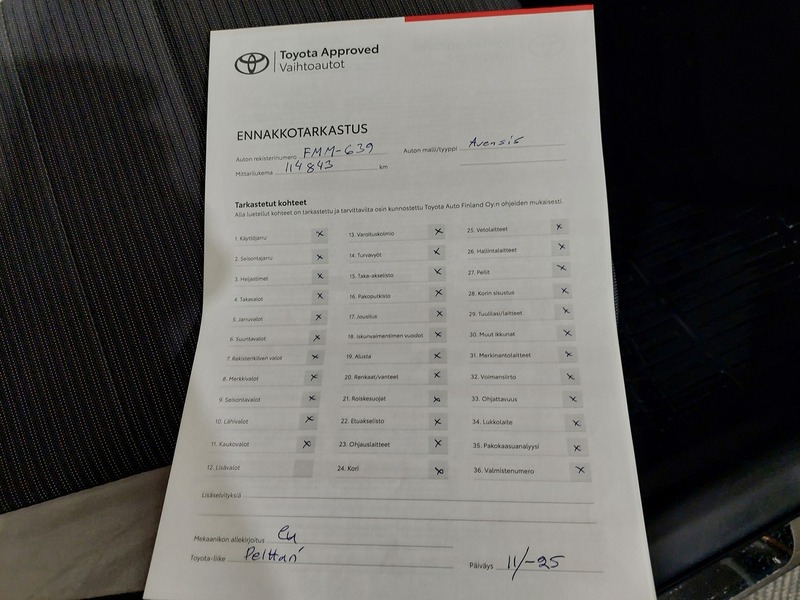 Toyota Approved
Vaihtoautot
ENNAKKOTARKASTUS
Auton rekisterinumero FMM-639 Auton malli/tyyppi Avensis
Mittarilukema 114843 km
Tarkastetut kohteet
Alla luetellut kohteet on tarkastettu ja tarvittavilta osin kunnostettu Toyota Auto Finland Oy:n ohjeiden mukaisesti.
1. Käyttöjarru x 13. Varoituskolmio x 25. Vetolaitteet x
2. Seisontajarru x 14. Turvavyöt x 26. Hallintalaitteet x
3. Heijastimet x 15. Taka-akselisto x 27. Peilit x
4. Takavalot x 16. Pakoputkisto x 28. Korin sisustus x
5. Jarruvalot x 17. Jousitus x 29. Tuulilasi/laitteet x
6. Suuntavalot x 18. Iskunvaimentimen vuodot x 30. Muut ikkunat x
7. Rekisterikilven valot x 19. Alusta x 31. Merkinantolaitteet x
8. Merkkivalot x 20. Renkaat/vanteet x 32. Voimansiirto x
9. Seisontavalot x 21. Roiskesuojat x 33. Ohjattavuus x
10. Lähivalot x 22. Etuakselisto x 34. Lukkolaite x
11. Kaukovalot x 23. Ohjauslaitteet x 35. Pakokaasuanalyysi x
12. Lisävalot 24. Kori x 36. Valmistenumero x
Lisäselvityksiä
Mekaanikon allekirjoitus
Toyota-liike Pelttari Päiväys 11/-25